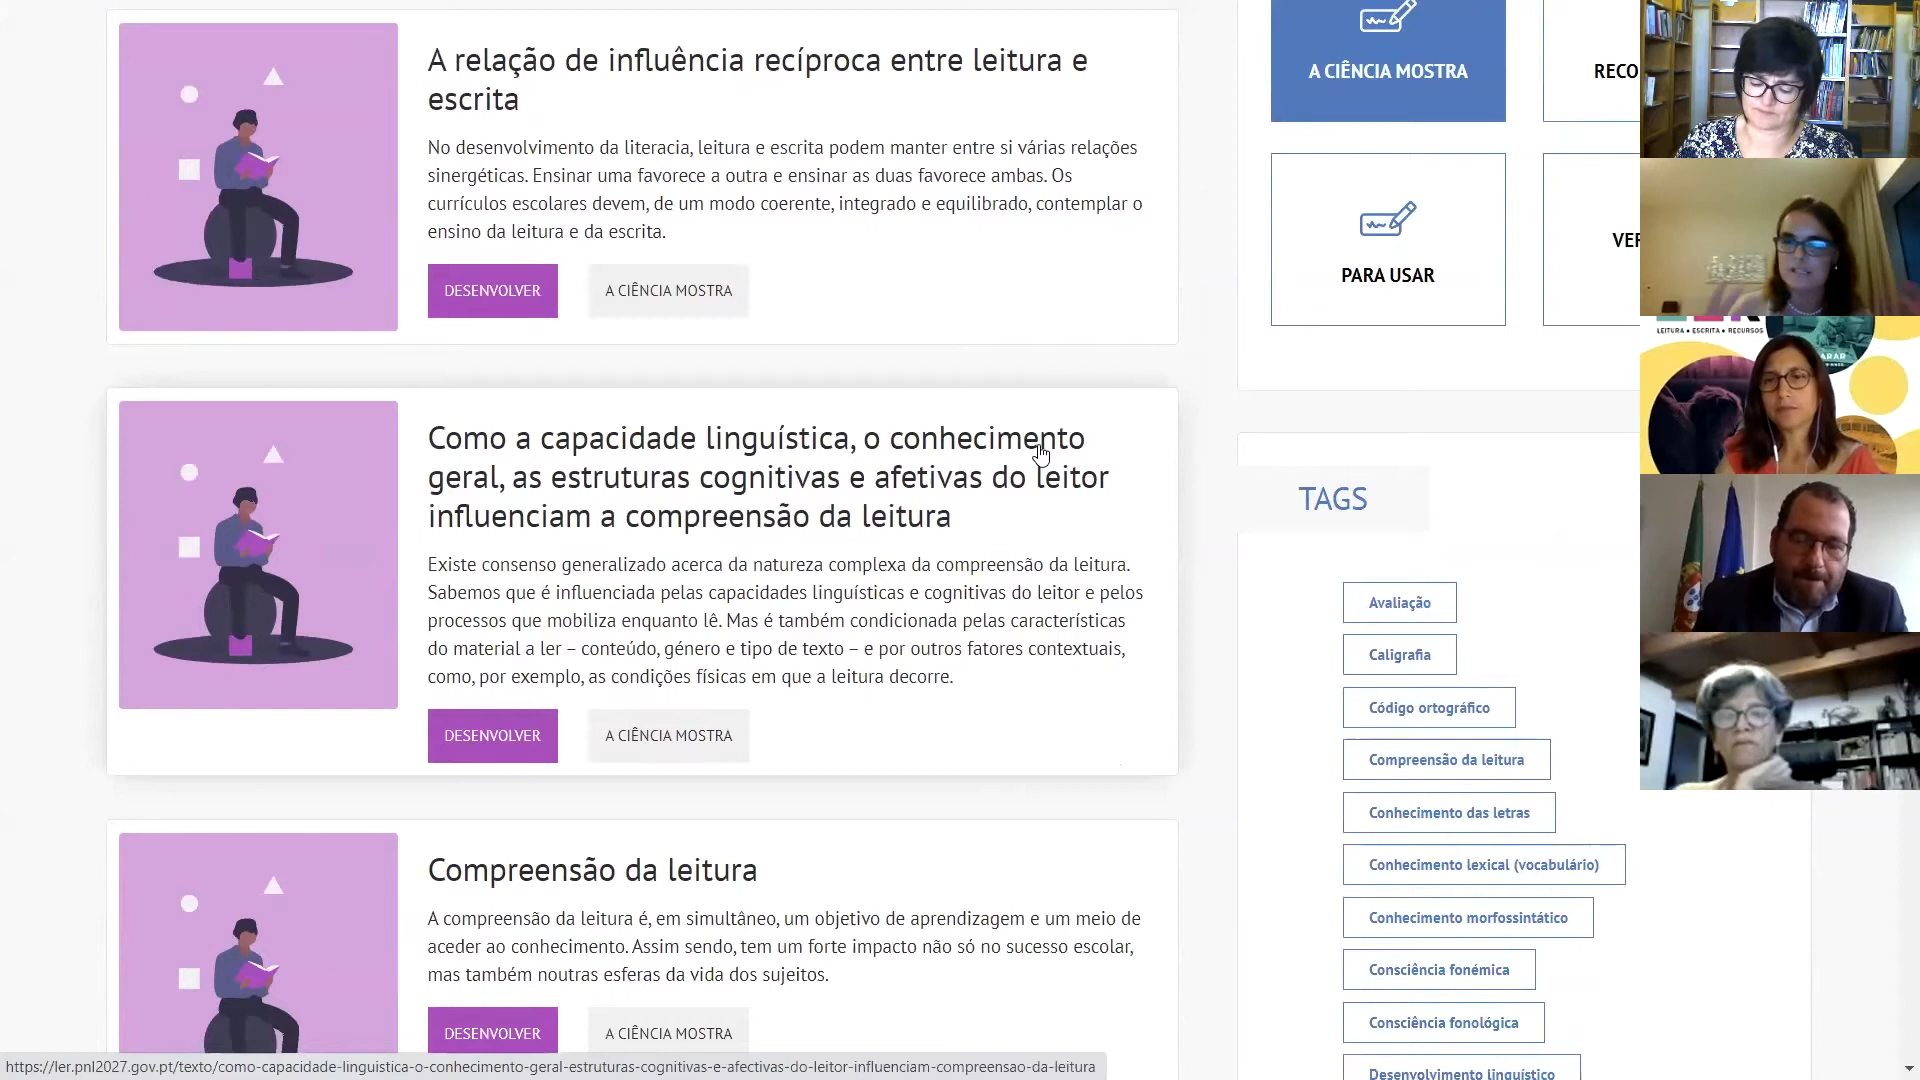 A relação de influência recíproca entre leitura e
escrita
No desenvolvimento da literacia, leitura e escrita podem manter entre si várias relações
sinergéticas. Ensinar uma favorece a outra e ensinar as duas favorece ambas. Os
currículos escolares devem, de um modo coerente, integrado e equilibrado, contemplar o
ensino da leitura e da escrita.
DESENVOLVER
A CIÊNCIA MOSTRA
Como a capacidade linguística, o conhecimento
geral, as estruturas cognitivas e afetivas do leitor
influenciam a compreensão da leitura
Existe consenso generalizado acerca da natureza complexa da compreensão da leitura.
Sabemos que é influenciada pelas capacidades linguísticas e cognitivas do leitor e pelos
processos que mobiliza enquanto lê. Mas é também condicionada pelas características
do material a ler – conteúdo, género e tipo de texto – e por outros fatores contextuais,
como, por exemplo, as condições físicas em que a leitura decorre.
DESENVOLVER
A CIÊNCIA MOSTRA
Compreensão da leitura
A compreensão da leitura é, em simultâneo, um objetivo de aprendizagem e um meio de
aceder ao conhecimento. Assim sendo, tem um forte impacto não só no sucesso escolar,
mas também noutras esferas da vida dos sujeitos.
DESENVOLVER
A CIÊNCIA MOSTRA
https://ler.pnl2027.gov.pt/texto/como-capacidade-linguistica-o-conhecimento-geral-estruturas-cognitivas-e-afectivas-do-leitor-influenciam-compreensao-da-leitura
A CIÊNCIA MOSTRA
RECO
PARA USAR
VER
TAGS
Avaliação
Caligrafia
Código ortográfico
Compreensão da leitura
Conhecimento das letras
Conhecimento lexical (vocabulário)
Conhecimento morfossintático
Consciência fonémica
Consciência fonológica
Desenvolvimento linguístico
LEITURA • ESCRITA • RECURSOS